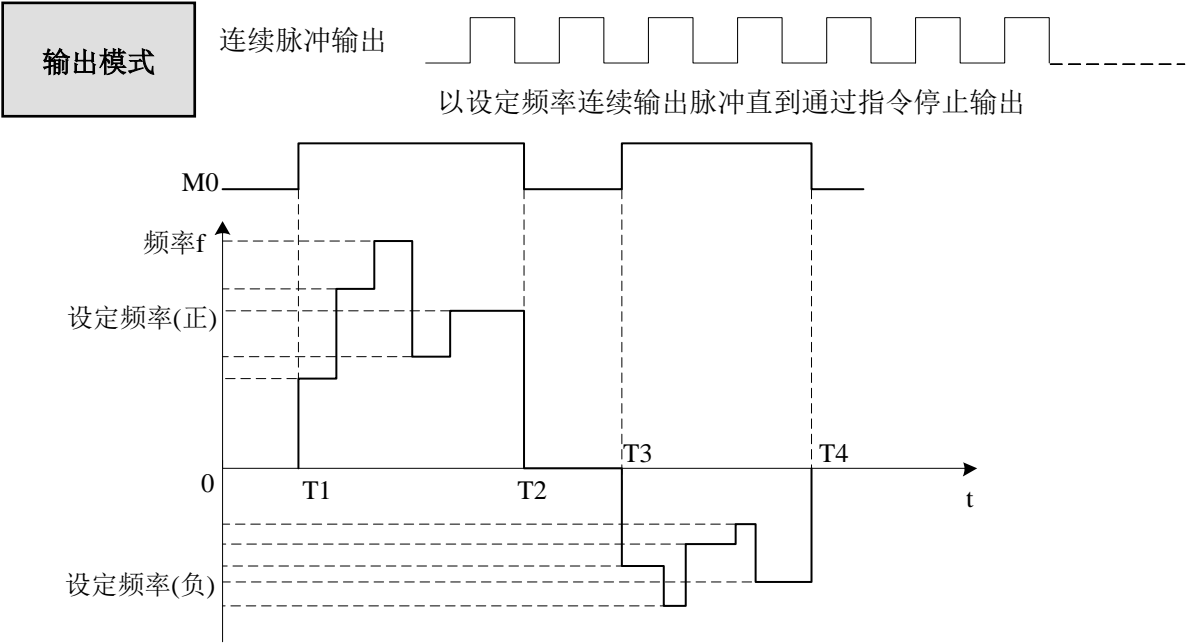 输出模式
连续脉冲输出
以设定频率连续输出脉冲直到通过指令停止输出
M0
频率f
设定频率(正)
T3
T4
0
T1
T2
t
设定频率(负)